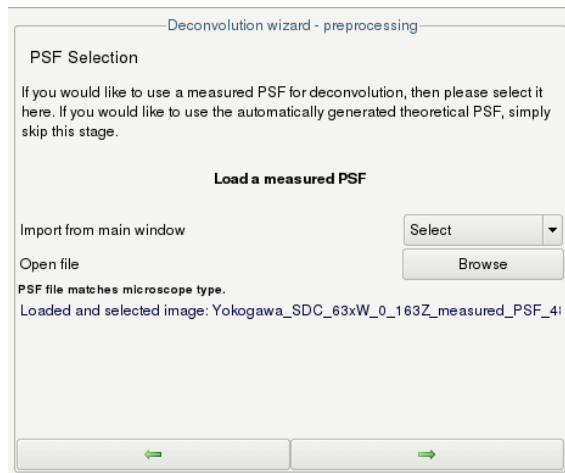 Deconvolution wizard - preprocessing
PSF Selection
If you would like to use a measured PSF for deconvolution, then please select it
here. If you would like to use the automatically generated theoretical PSF, simply
skip this stage.
Load a measured PSF
Import from main window Select
Open file Browse
PSF file matches microscope type.
Loaded and selected image: Yokogawa_SDC_63xW_0_163Z_measured_PSF_4